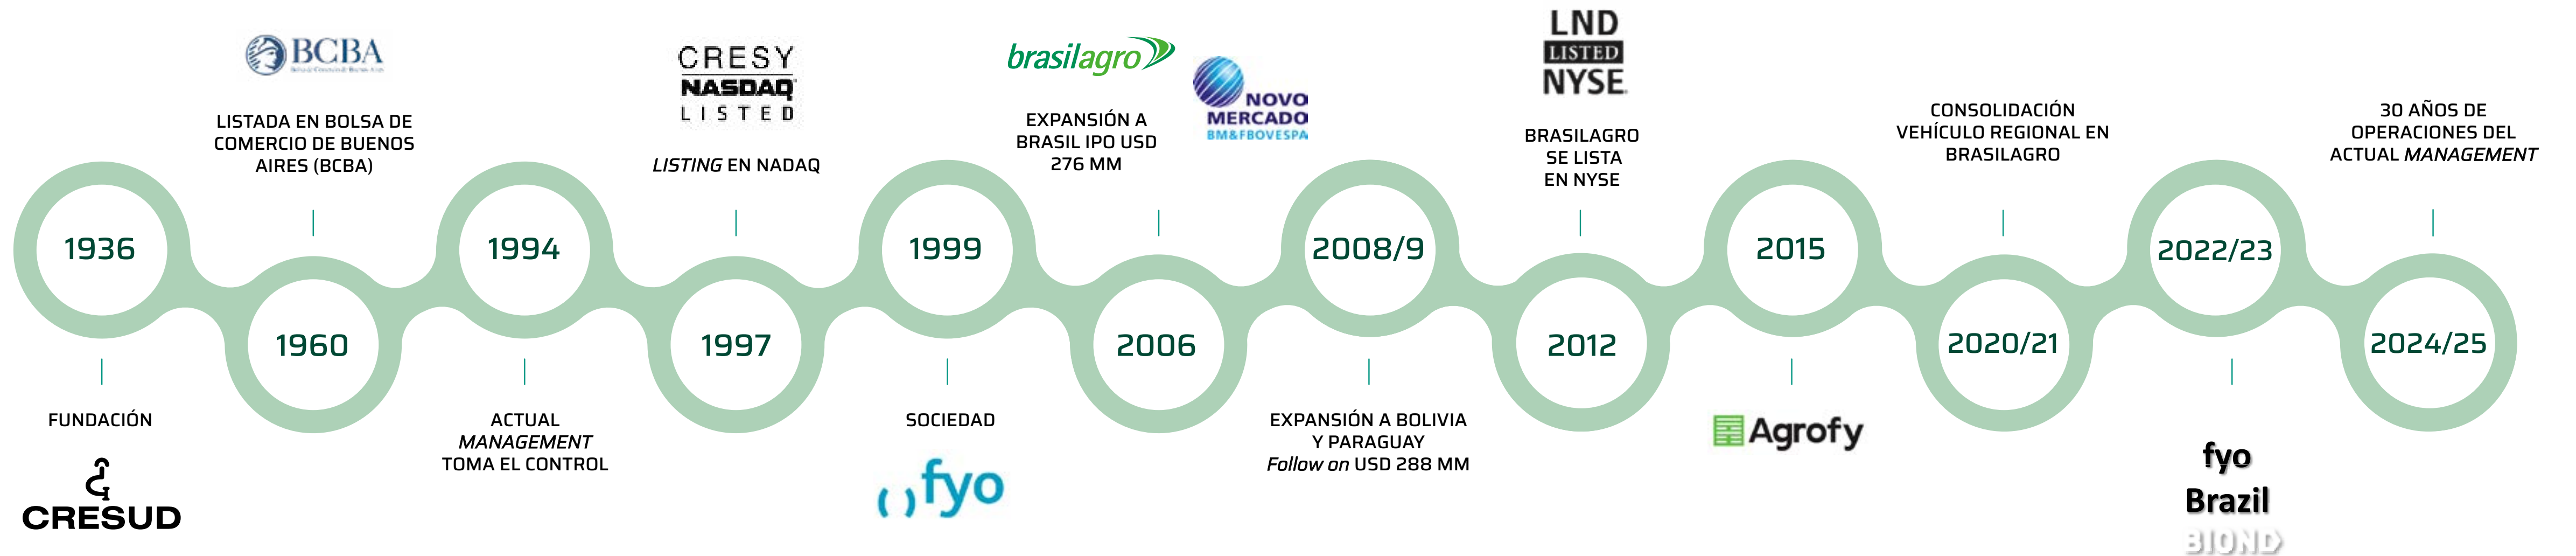 BCBA
LISTADA EN BOLSA DE
COMERCIO DE BUENOS
AIRES (BCBA)
CRESY
NASDAQ
LISTED
LISTING EN NADAQ
brasilagro
EXPANSIÓN A
BRASIL IPO USD
276 MM
NOVO
MERCADO
BM&FBOVESPA
LND
LISTED
NYSE
BRASILAGRO
SE LISTA
EN NYSE
CONSOLIDACIÓN
VEHÍCULO REGIONAL EN
BRASILAGRO
30 AÑOS DE
OPERACIONES DEL
ACTUAL MANAGEMENT
1936
1994
1999
2008/9
2015
2022/23
1960
1997
2006
2012
2020/21
2024/25
FUNDACIÓN
CRESUD
ACTUAL
MANAGEMENT
TOMA EL CONTROL
SOCIEDAD
fyo
EXPANSIÓN A BOLIVIA
Y PARAGUAY
Follow on USD 288 MM
Agrofy
fyo
Brazil
BIOND